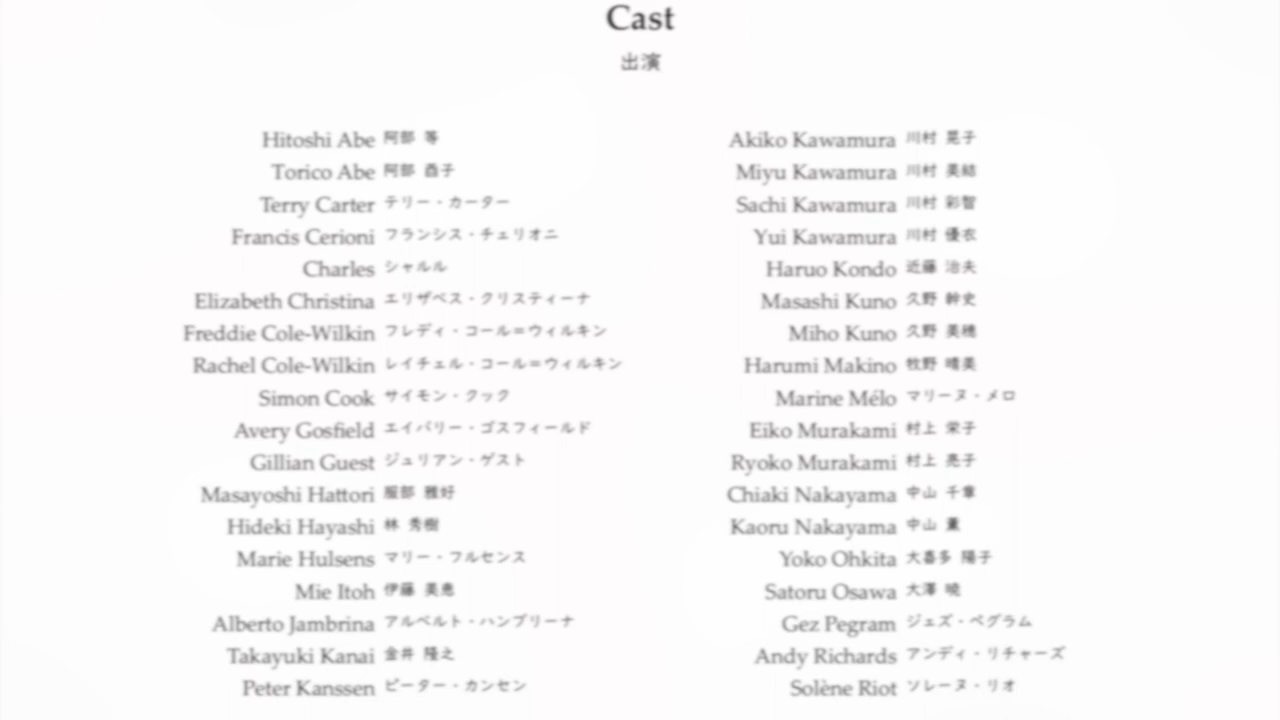 Cast
出演
Hitoshi Abe 阿部 等
Torico Abe 阿部 酉子
Terry Carter テリー・カーター
Francis Cerioni フランシス・チェリオニ
Charles シャルル
Elizabeth Christina エリザベス・クリスティーナ
Freddie Cole-Wilkin フレディ・コール＝ウィルキン
Rachel Cole-Wilkin レイチェル・コール＝ウィルキン
Simon Cook サイモン・クック
Avery Gosfield エイバリー・ゴスフィールド
Gillian Guest ジュリアン・ゲスト
Masayoshi Hattori 服部 雅好
Hideki Hayashi 林 秀樹
Marie Hulsens マリー・フルセンス
Mie Itoh 伊藤 美恵
Alberto Jambrina アルベルト・ハンブリーナ
Takayuki Kanai 金井 隆之
Peter Kanssen ピーター・カンセン
Akiko Kawamura 川村 晃子
Miyu Kawamura 川村 美結
Sachi Kawamura 川村 彩智
Yui Kawamura 川村 優衣
Haruo Kondo 近藤 治夫
Masashi Kuno 久野 幹史
Miho Kuno 久野 美穂
Harumi Makino 牧野 晴美
Marine Mélo マリーヌ・メロ
Eiko Murakami 村上 栄子
Ryoko Murakami 村上 亮子
Chiaki Nakayama 中山 千章
Kaoru Nakayama 中山 薫
Yoko Ohkita 大喜多 陽子
Satoru Osawa 大澤 暁
Gez Pegram ジェズ・ペグラム
Andy Richards アンディ・リチャーズ
Solène Riot ソレーヌ・リオ